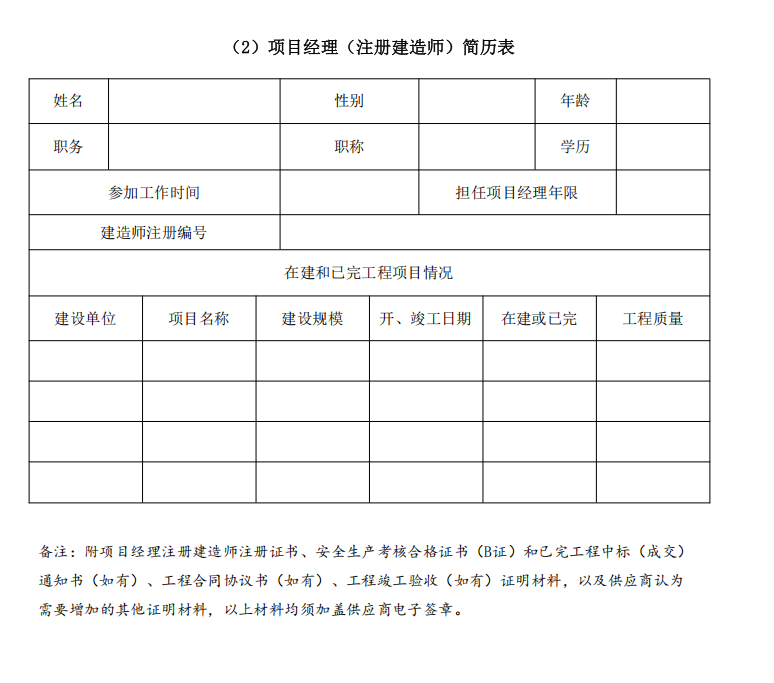 （2）项目经理（注册建造师）简历表
姓名 性别 年龄
职务 职称 学历
参加工作时间 担任项目经理年限
建造师注册编号
在建和已完工程项目情况
建设单位 项目名称 建设规模 开、竣工日期 在建或已完 工程质量
备注：附项目经理注册建造师注册证书、安全生产考核合格证书（B证）和已完工程中标（成交）
通知书（如有）、工程合同协议书（如有）、工程竣工验收（如有）证明材料，以及供应商认为
需要增加的其他证明材料，以上材料均须加盖供应商电子签章。